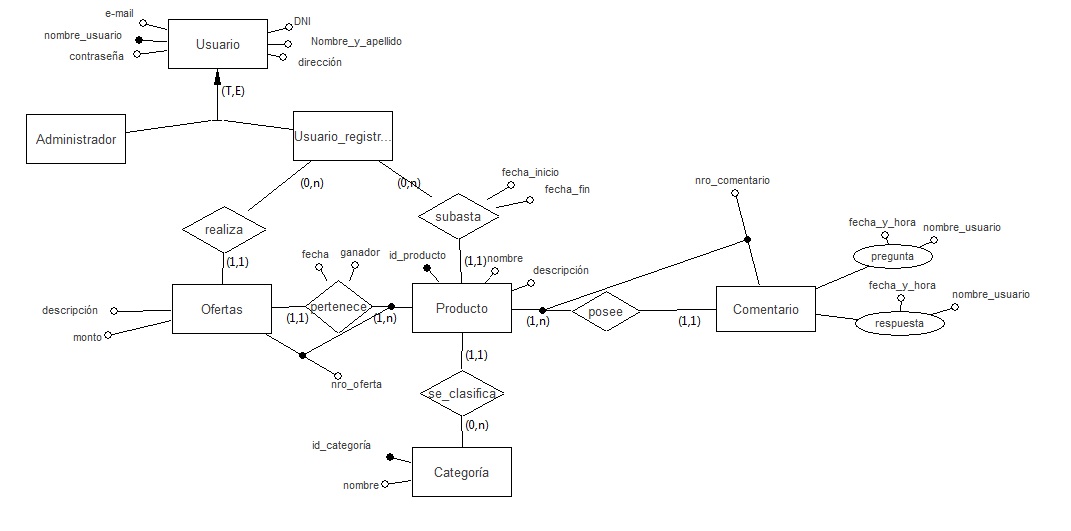 e-mail
nombre_usuario
contraseña
Usuario
DNI
Nombre_y_apellido
dirección
(T,E)
Administrador
Usuario_registr...
(0,n)
(0,n)
fecha_inicio
fecha_fin
nro_comentario
realiza
subasta
fecha_y_hora
nombre_usuario
pregunta
(1,1)
(1,1)
fecha
ganador
id_producto
nombre
descripción
fecha_y_hora
nombre_usuario
descripción
monto
Ofertas
pertenece
(1,1)
(1,n)
Producto
(1,n)
posee
(1,1)
Comentario
respuesta
nro_oferta
(1,1)
se_clasifica
(0,n)
id_categoría
nombre
Categoría